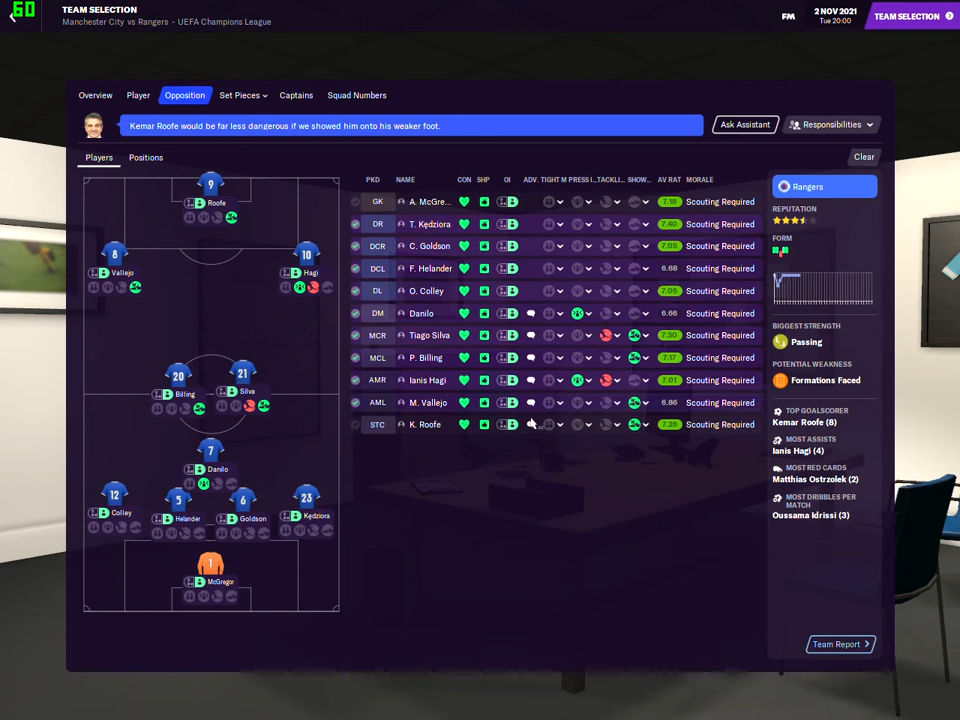 60
TEAM SELECTION
Manchester City vs Rangers - UEFA Champions League
FM
2 NOV 2021
Tue 20:00
TEAM SELECTION
Overview Player Opposition Set Pieces Captains Squad Numbers
Kemar Roofe would be far less dangerous if we showed him onto his weaker foot.
Ask Assistant
Responsibilities
Players Positions
Clear
9
Roofe
8
Vallejo
10
Hagi
20
Billing
21
Silva
7
Danilo
12
Colley
5
Helander
6
Goldson
23
Kędziora
1
McGregor
PKD NAME CON SHP OI ADV. TIGHT M PRESS I... TACKLI... SHOW... AV RAT MORALE
GK A. McGre... 7.18 Scouting Required
DR T. Kędziora 7.40 Scouting Required
DCR C. Goldson 7.05 Scouting Required
DCL F. Helander 6.68 Scouting Required
DL O. Colley 7.05 Scouting Required
DM Danilo 6.66 Scouting Required
MCR Tiago Silva 7.30 Scouting Required
MCL P. Billing 7.17 Scouting Required
AMR Ianis Hagi 7.01 Scouting Required
AML M. Vallejo 6.86 Scouting Required
STC K. Roofe 7.26 Scouting Required
Rangers
REPUTATION
FORM
BIGGEST STRENGTH
Passing
POTENTIAL WEAKNESS
Formations Faced
TOP GOALSCORER
Kemar Roofe (8)
MOST ASSISTS
Ianis Hagi (4)
MOST RED CARDS
Matthias Ostrzolek (2)
MOST DRIBBLES PER
MATCH
Oussama Idrissi (3)
Team Report